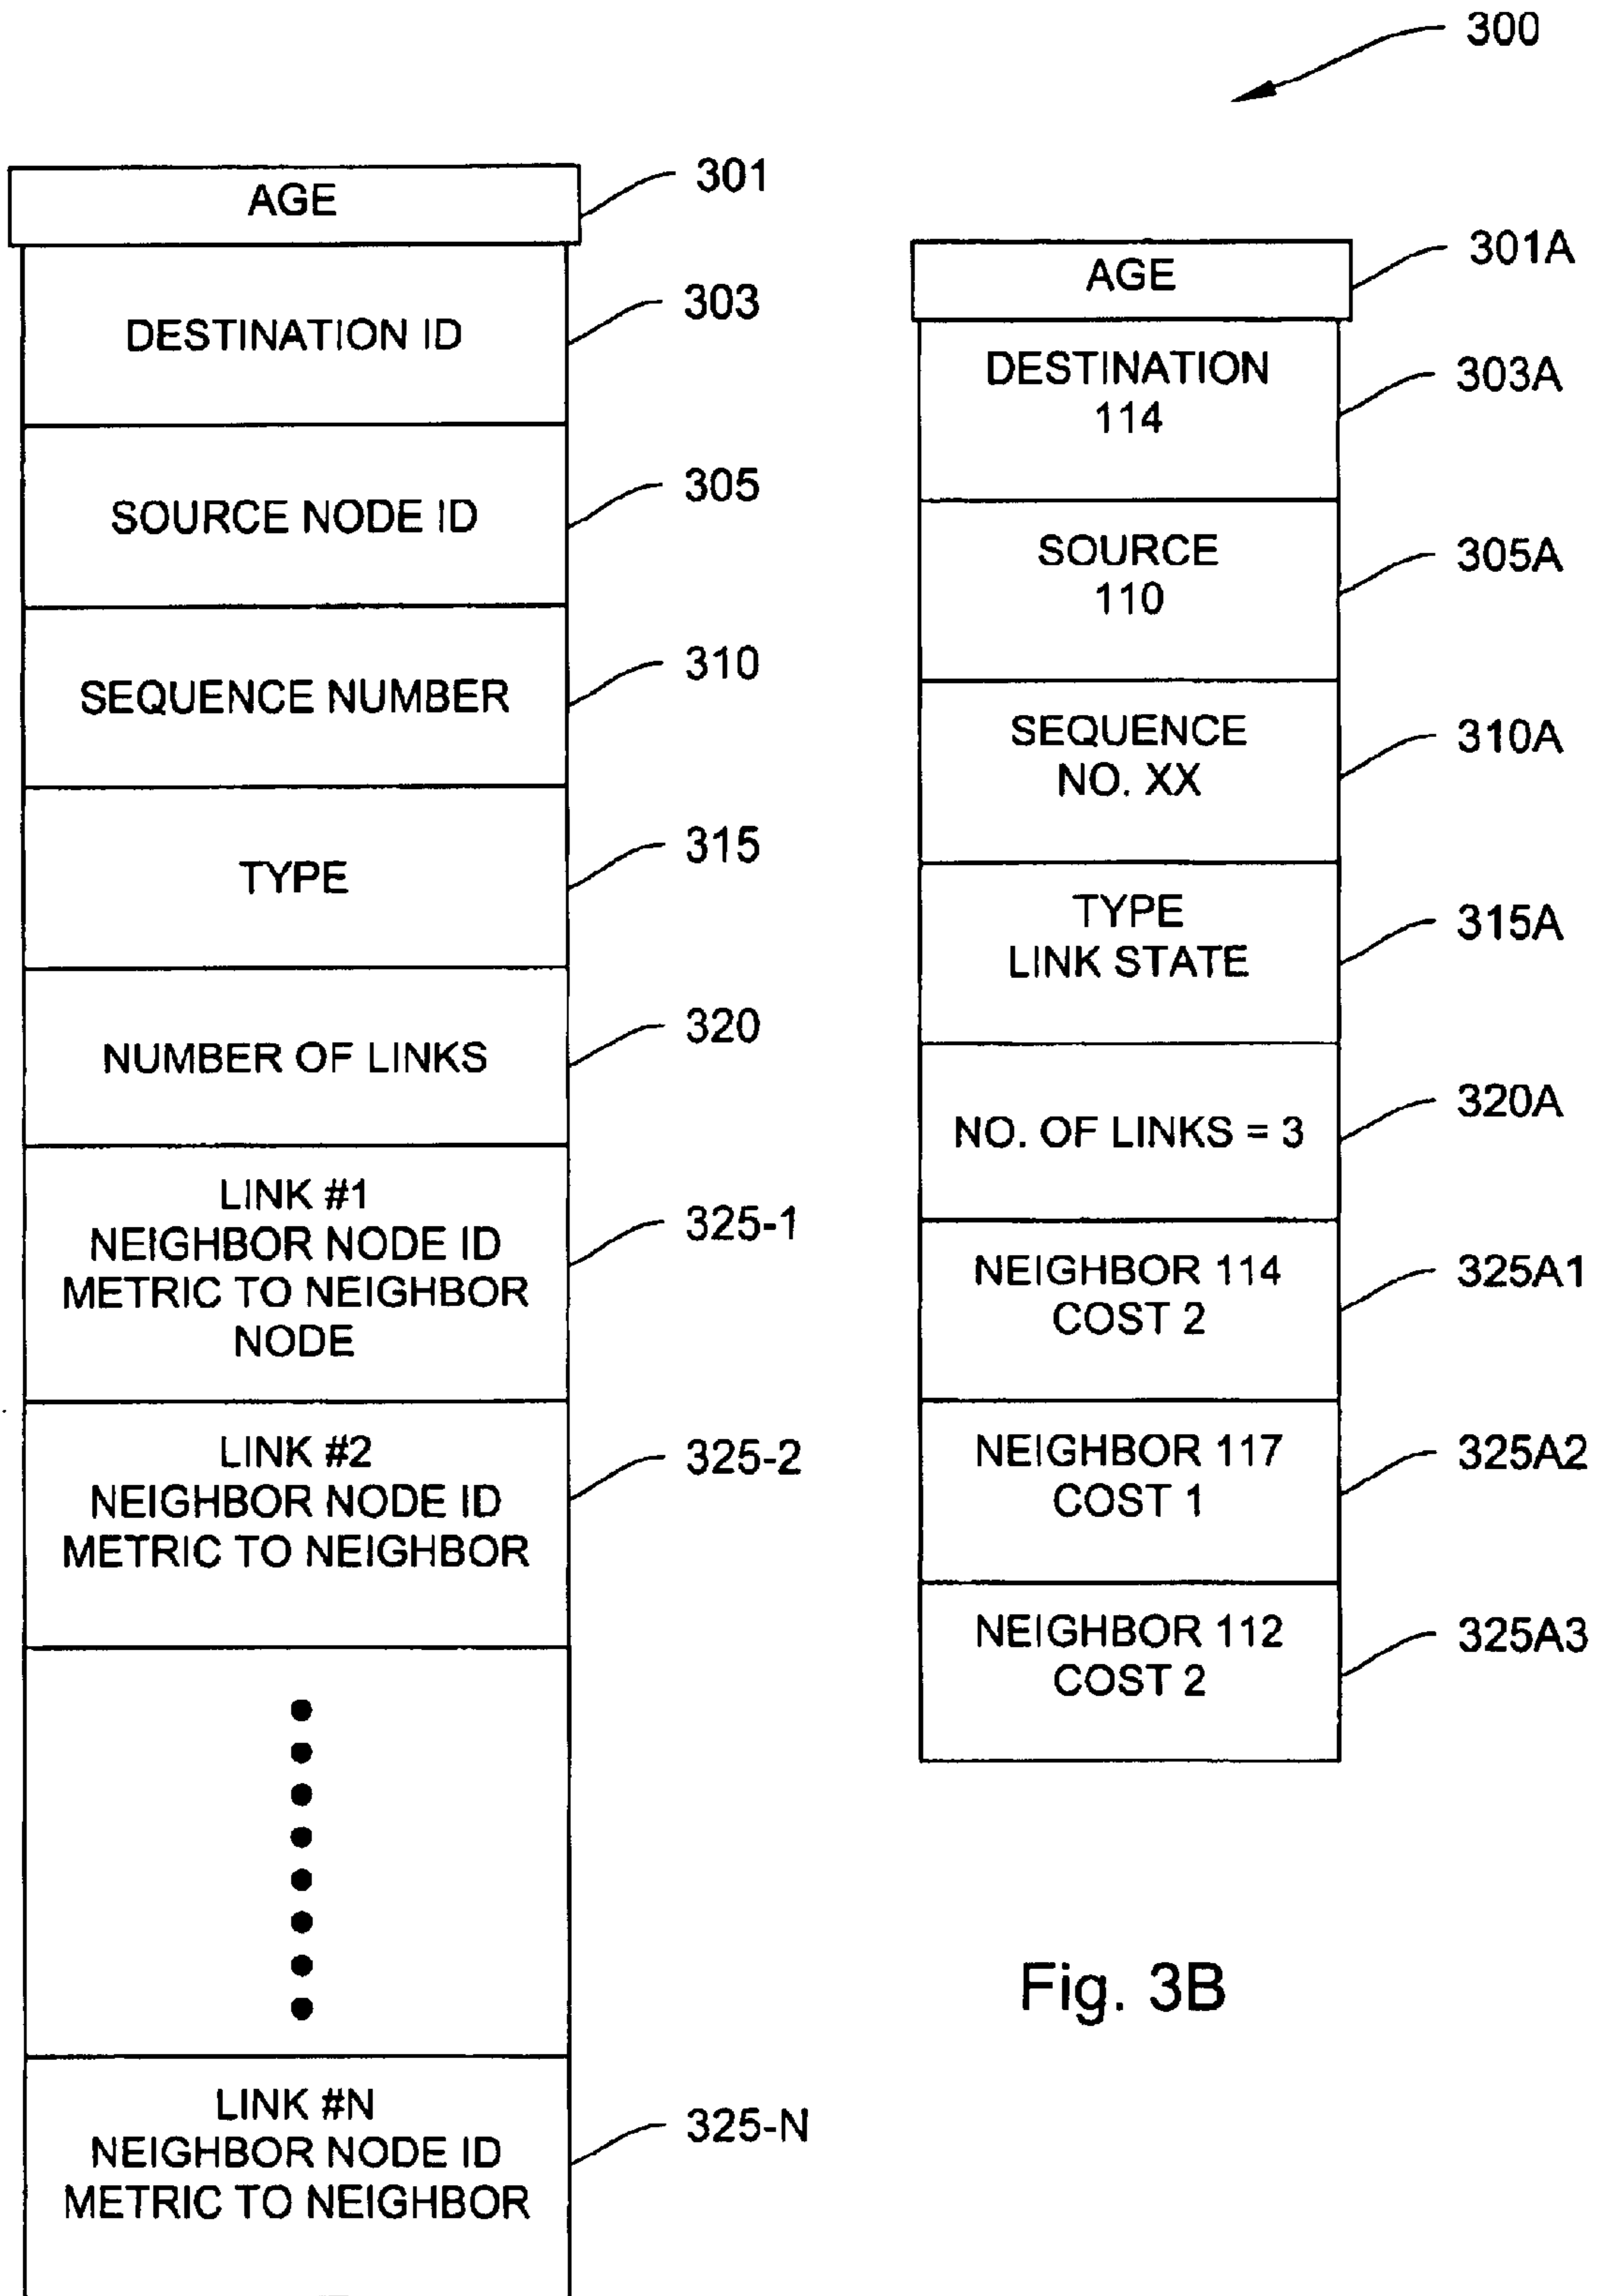 300
AGE
301
DESTINATION ID
303
SOURCE NODE ID
305
SEQUENCE NUMBER
310
TYPE
315
NUMBER OF LINKS
320
LINK #1
NEIGHBOR NODE ID
METRIC TO NEIGHBOR
NODE
325-1
LINK #2
NEIGHBOR NODE ID
METRIC TO NEIGHBOR
325-2
LINK #N
NEIGHBOR NODE ID
METRIC TO NEIGHBOR
325-N
AGE
301A
DESTINATION
114
303A
SOURCE
110
305A
SEQUENCE
NO. XX
310A
TYPE
LINK STATE
315A
NO. OF LINKS = 3
320A
NEIGHBOR 114
COST 2
325A1
NEIGHBOR 117
COST 1
325A2
NEIGHBOR 112
COST 2
325A3
Fig. 3B